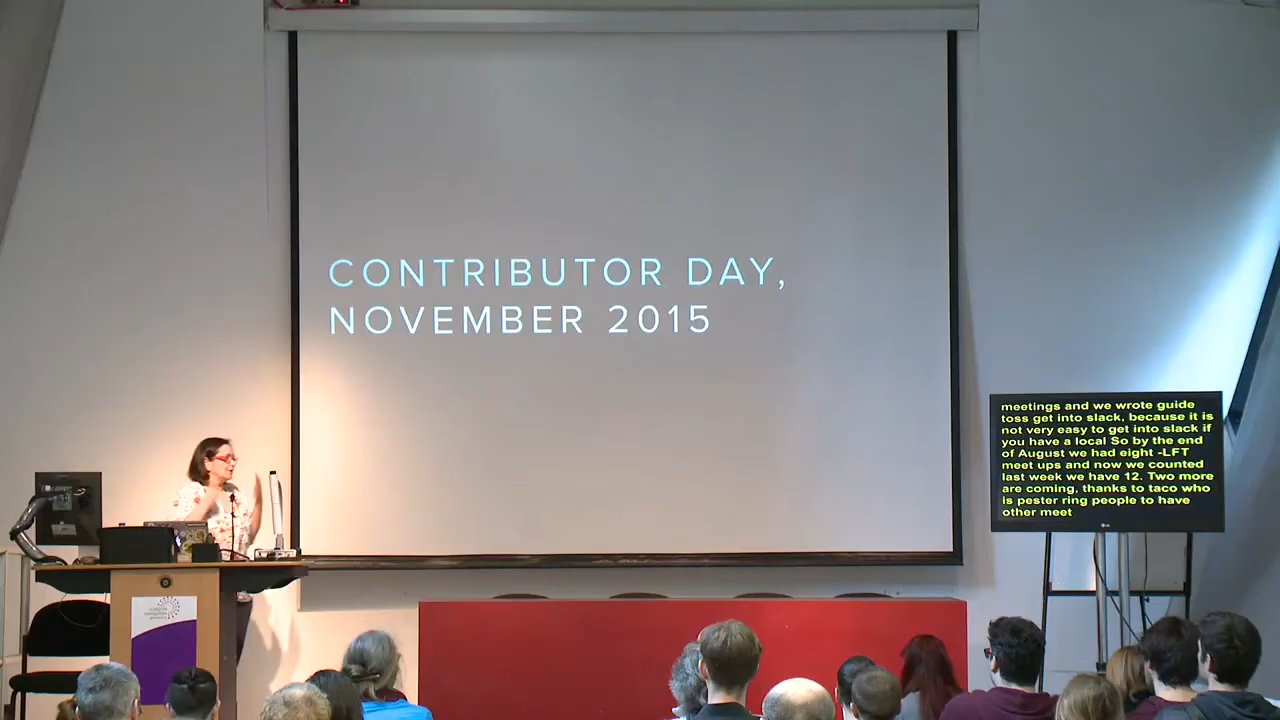 CONTRIBUTOR DAY,
NOVEMBER 2015
meetings and we wrote guide
toss get into slack, because it is
not very easy to get into slack if
you have a local So by the end
of August we had eight -LFT
meet ups and now we counted
last week we have 12. Two more
are coming, thanks to taco who
is pester ring people to have
other meet
LG